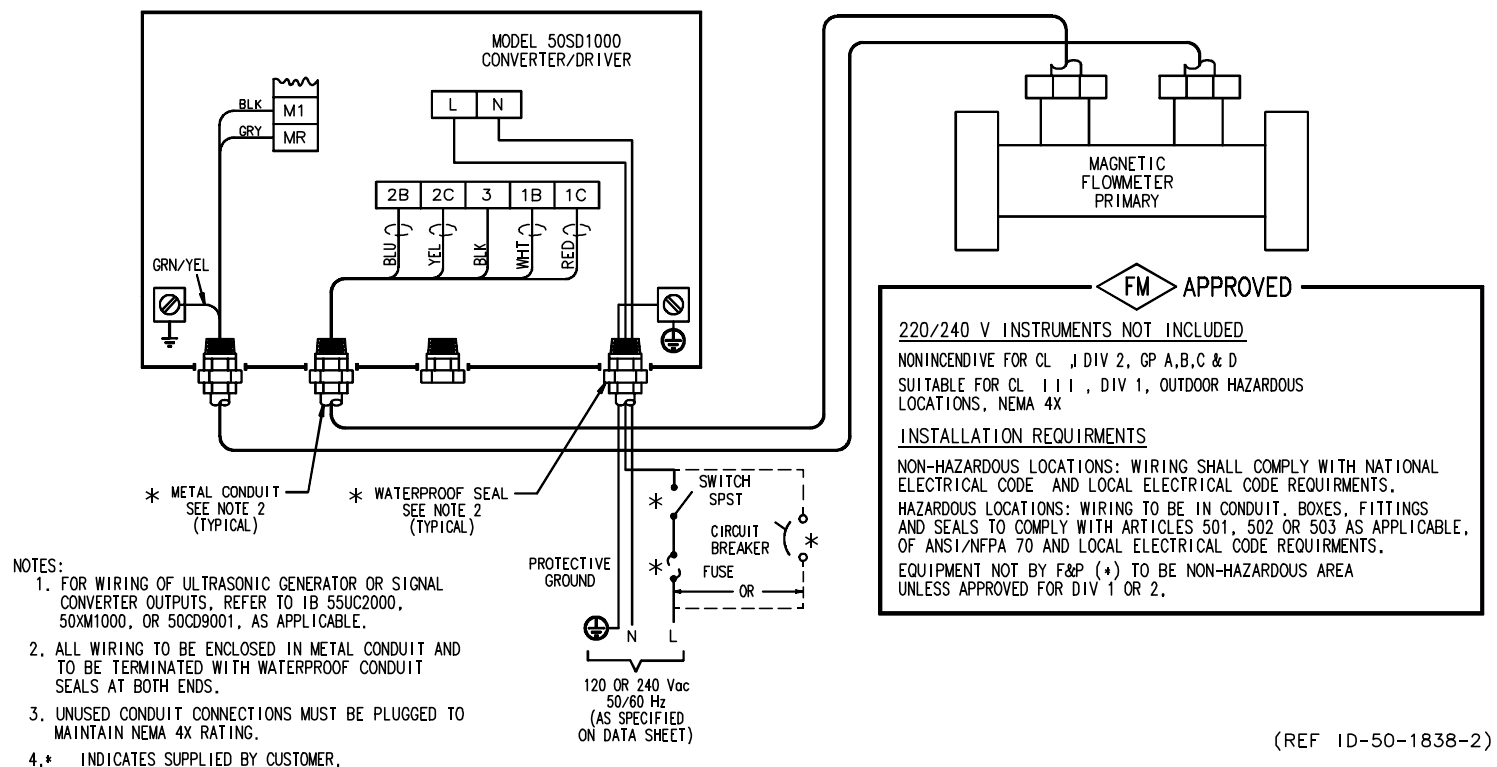 MODEL 50SD1000
CONVERTER/DRIVER
BLK
M1
GRY
MR
L N
2B 2C 3 1B 1C
BLU YEL BLK WHT RED
GRN/YEL
MAGNETIC
FLOWMETER
PRIMARY
FM APPROVED
220/240 V INSTRUMENTS NOT INCLUDED
NONINCENDIVE FOR CL ,I DIV 2, GP A,B,C & D
SUITABLE FOR CL III , DIV 1, OUTDOOR HAZARDOUS
LOCATIONS, NEMA 4X
INSTALLATION REQUIRMENTS
NON-HAZARDOUS LOCATIONS: WIRING SHALL COMPLY WITH NATIONAL
ELECTRICAL CODE AND LOCAL ELECTRICAL CODE REQUIRMENTS.
HAZARDOUS LOCATIONS: WIRING TO BE IN CONDUIT. BOXES, FITTINGS
AND SEALS TO COMPLY WITH ARTICLES 501, 502 OR 503 AS APPLICABLE,
OF ANSI/NFPA 70 AND LOCAL ELECTRICAL CODE REQUIRMENTS.
EQUIPMENT NOT BY F&P (*) TO BE NON-HAZARDOUS AREA
UNLESS APPROVED FOR DIV 1 OR 2.
* METAL CONDUIT
SEE NOTE 2
(TYPICAL)
* WATERPROOF SEAL
SEE NOTE 2
(TYPICAL)
* SWITCH
SPST
CIRCUIT
BREAKER *
* FUSE
OR
PROTECTIVE
GROUND
N L
120 OR 240 Vac
50/60 Hz
(AS SPECIFIED
ON DATA SHEET)
NOTES:
1. FOR WIRING OF ULTRASONIC GENERATOR OR SIGNAL
CONVERTER OUTPUTS, REFER TO IB 55UC2000,
50XM1000, OR 50CD9001, AS APPLICABLE.
2. ALL WIRING TO BE ENCLOSED IN METAL CONDUIT AND
TO BE TERMINATED WITH WATERPROOF CONDUIT
SEALS AT BOTH ENDS.
3. UNUSED CONDUIT CONNECTIONS MUST BE PLUGGED TO
MAINTAIN NEMA 4X RATING.
4.* INDICATES SUPPLIED BY CUSTOMER.
(REF ID-50-1838-2)